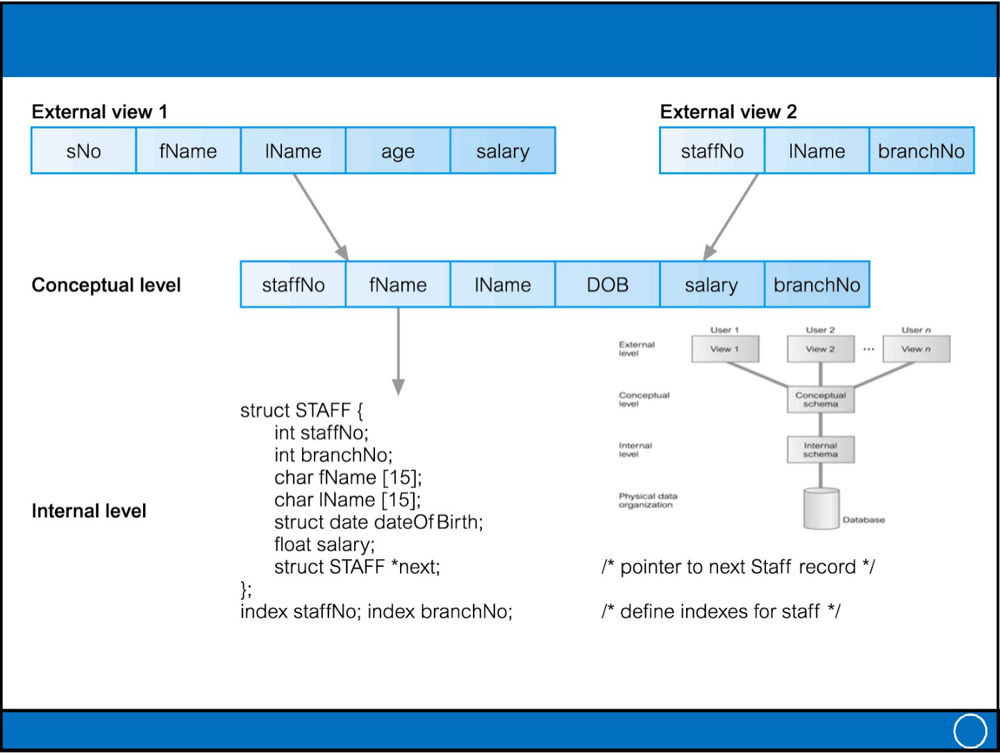 External view 1
External view 2
sNo fName lName age salary
staffNo lName branchNo
Conceptual level
staffNo fName lName DOB salary branchNo
User 1 User 2 User n
External
level
View 1 View 2 ... View n
Conceptual
level
Conceptual
schema
Internal
level
Internal
schema
Physical data
organization
Database
Internal level
struct STAFF {
int staffNo;
int branchNo;
char fName [15];
char lName [15];
struct date dateOfBirth;
float salary;
struct STAFF *next; /* pointer to next Staff record */
};
index staffNo; index branchNo; /* define indexes for staff */